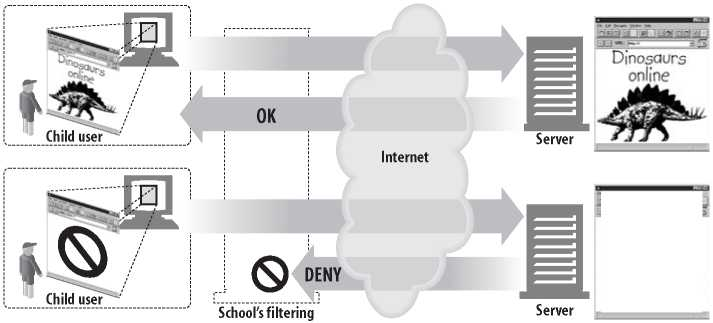 Dinosaurs
online
Child user
OK
Internet
Server
Dinosaurs
online
Child user
DENY
School's filtering
Server